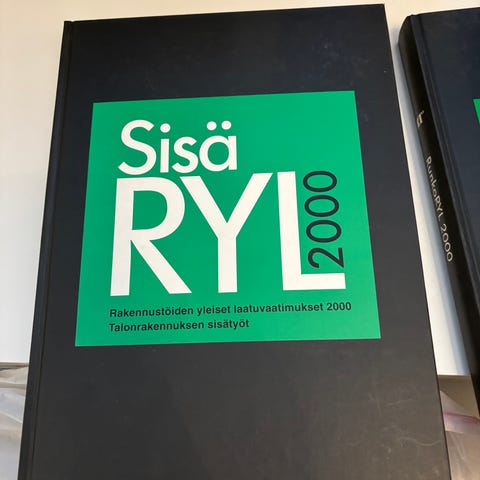 Sisä
RYL
2000
Rakennustöiden yleiset laatuvaatimukset 2000
Talonrakennuksen sisätyöt
RunkoRYL 2000